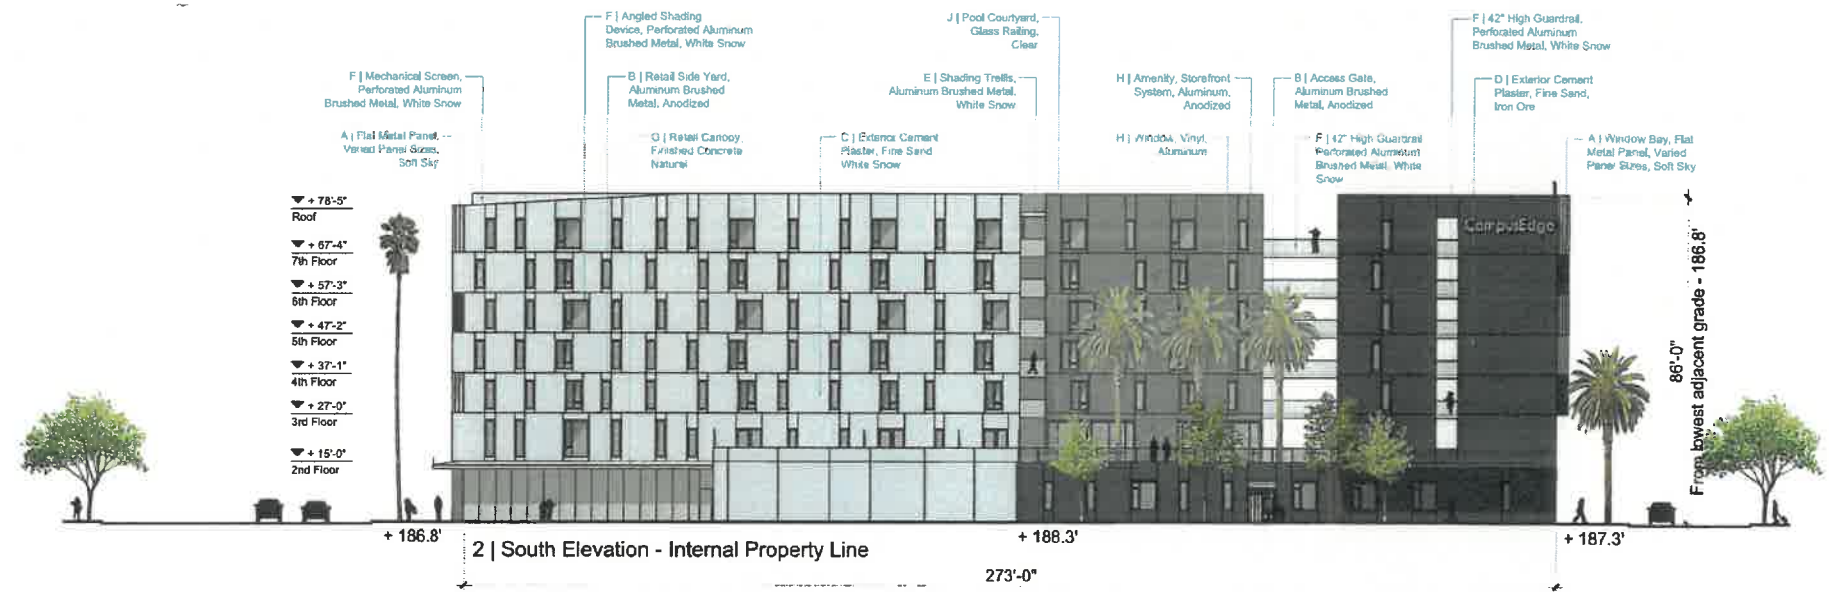 F | Angled Shading
Device, Perforated Aluminum
Brushed Metal, White Snow
J | Pool Courtyard,
Glass Railing,
Clear
F | 42" High Guardrail,
Perforated Aluminum
Brushed Metal, White Snow
F | Mechanical Screen,
Perforated Aluminum
Brushed Metal, White Snow
B | Retail Side Yard,
Aluminum Brushed
Metal, Anodized
E | Shading Trellis,
Aluminum Brushed Metal,
White Snow
H | Amenity, Storefront
System, Aluminum,
Anodized
B | Access Gate,
Aluminum Brushed
Metal, Anodized
D | Exterior Cement
Plaster, Fine Sand,
Iron Ore
A | Flat Metal Panel,
Varied Panel Sizes,
Soft Sky
G | Retail Canopy,
Finished Concrete
Natural
C | Exterior Cement
Plaster, Fine Sand
White Snow
H | Window, Vinyl,
Aluminum
F | 42" High Guardrail
Perforated Aluminum
Brushed Metal, White
Snow
A | Window Bay, Flat
Metal Panel, Varied
Panel Sizes, Soft Sky
+ 78'-5"
Roof
+ 67'-4"
7th Floor
+ 57'-3"
6th Floor
+ 47'-2"
5th Floor
+ 37'-1"
4th Floor
+ 27'-0"
3rd Floor
+ 15'-0"
2nd Floor
CampusEdge
86'-0"
From lowest adjacent grade - 186.8'
+ 186.8'
+ 188.3'
+ 187.3'
2 | South Elevation - Internal Property Line
273'-0"